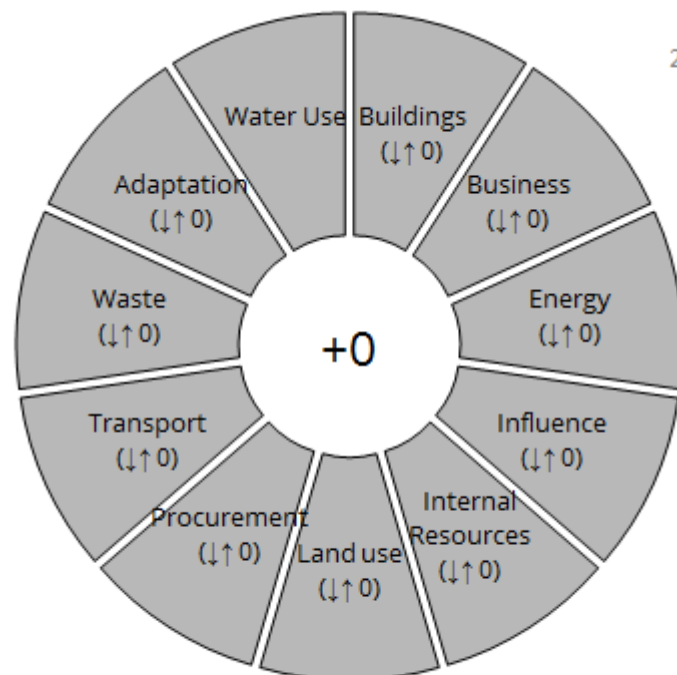 2
Water Use
Buildings
(↓↑ 0)
Business
(↓↑ 0)
Energy
(↓↑ 0)
Influence
(↓↑ 0)
Internal
Resources
(↓↑ 0)
Land use
(↓↑ 0)
Procurement
(↓↑ 0)
Transport
(↓↑ 0)
Waste
(↓↑ 0)
Adaptation
(↓↑ 0)
+0